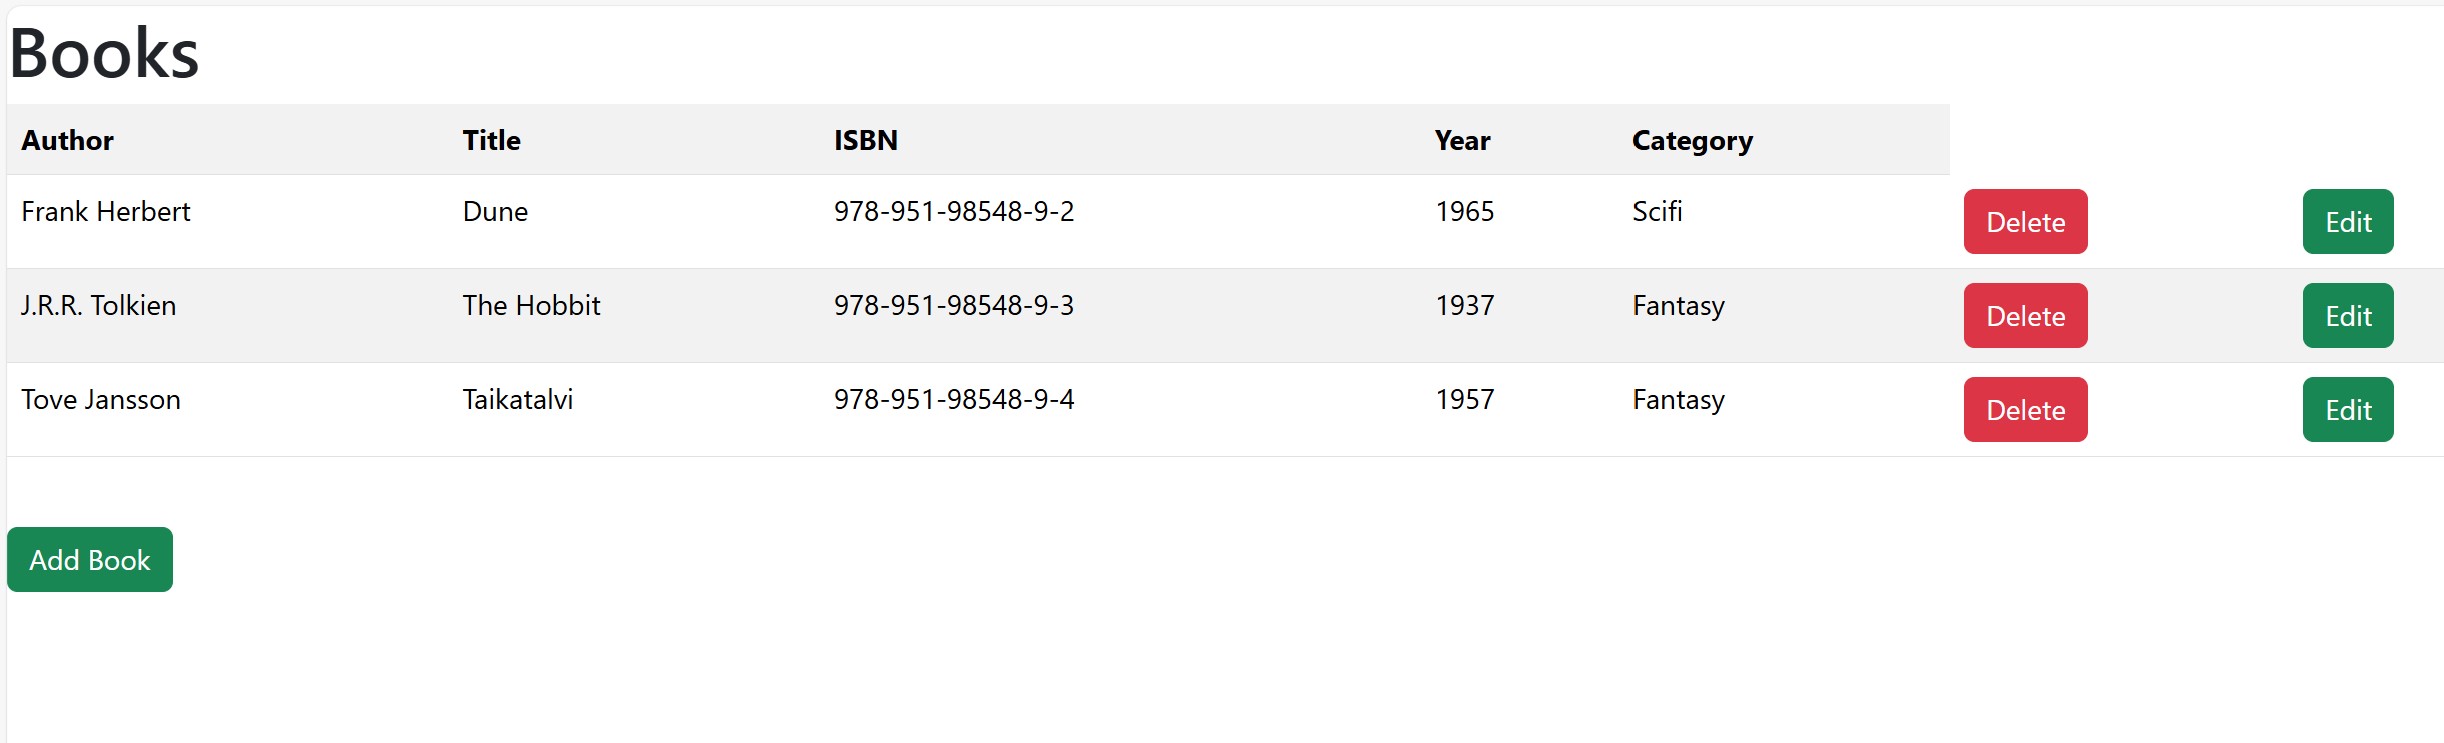 Books
Author Title ISBN Year Category
Frank Herbert Dune 978-951-98548-9-2 1965 Scifi Delete Edit
J.R.R. Tolkien The Hobbit 978-951-98548-9-3 1937 Fantasy Delete Edit
Tove Jansson Taikatalvi 978-951-98548-9-4 1957 Fantasy Delete Edit
Add Book